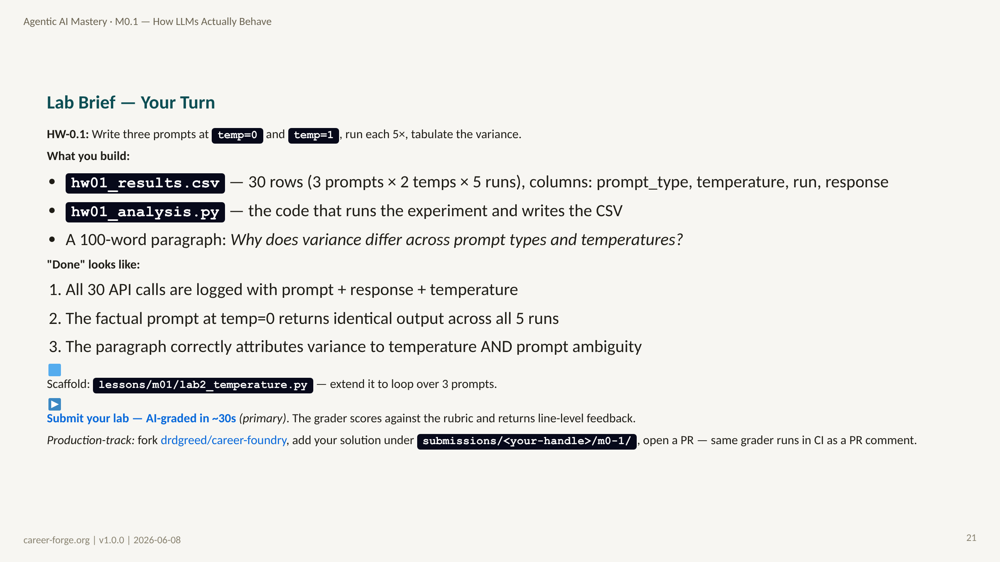 Agentic AI Mastery · M0.1 — How LLMs Actually Behave
Lab Brief — Your Turn
HW-0.1: Write three prompts at temp=0 and temp=1, run each 5×, tabulate the variance.
What you build:
• hw01_results.csv — 30 rows (3 prompts × 2 temps × 5 runs), columns: prompt_type, temperature, run, response
• hw01_analysis.py — the code that runs the experiment and writes the CSV
• A 100-word paragraph: Why does variance differ across prompt types and temperatures?
"Done" looks like:
1. All 30 API calls are logged with prompt + response + temperature
2. The factual prompt at temp=0 returns identical output across all 5 runs
3. The paragraph correctly attributes variance to temperature AND prompt ambiguity
Scaffold: lessons/m01/lab2_temperature.py — extend it to loop over 3 prompts.
Submit your lab — AI-graded in ~30s (primary). The grader scores against the rubric and returns line-level feedback.
Production-track: fork drdgreed/career-foundry, add your solution under submissions/<your-handle>/m0-1/, open a PR — same grader runs in CI as a PR comment.
career-forge.org | v1.0.0 | 2026-06-08
21